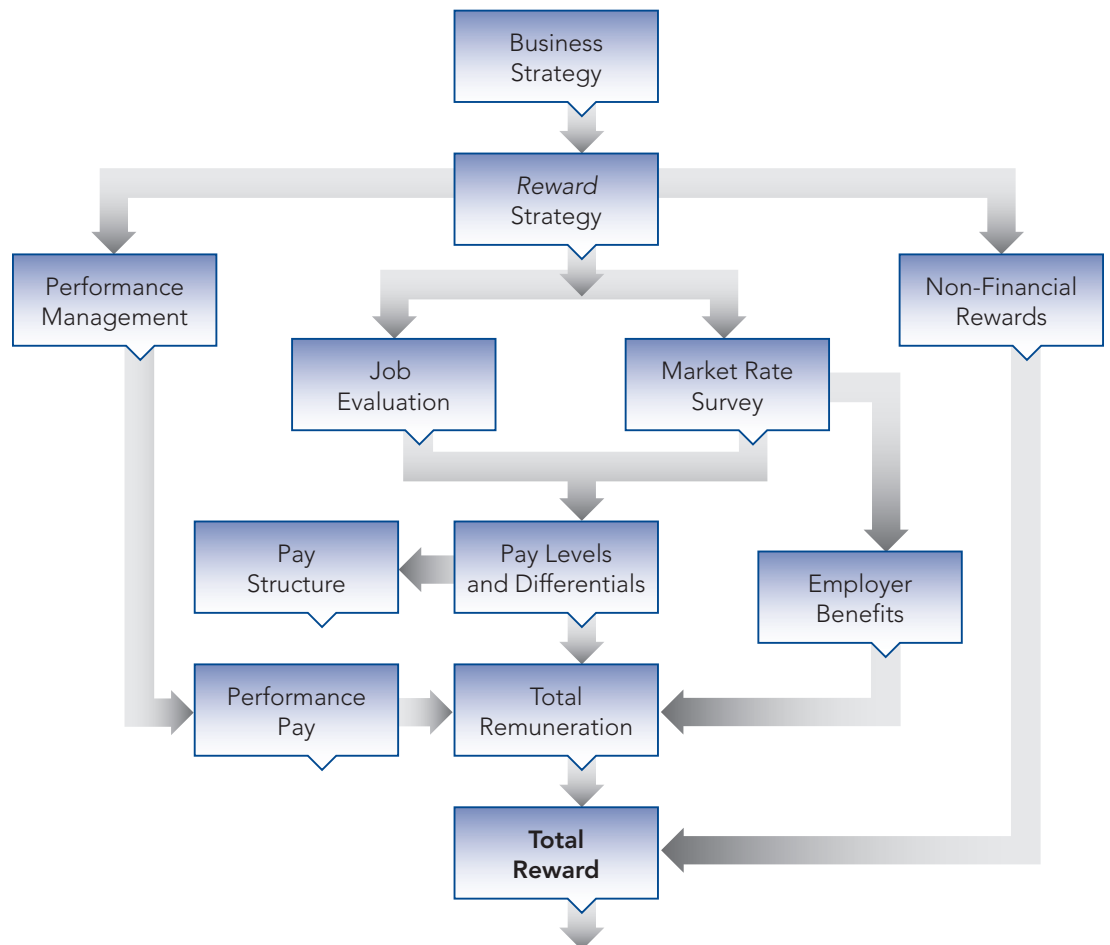 Business
Strategy
Reward
Strategy
Performance
Management
Non-Financial
Rewards
Job
Evaluation
Market Rate
Survey
Pay
Structure
Pay Levels
and Differentials
Employer
Benefits
Performance
Pay
Total
Remuneration
Total
Reward